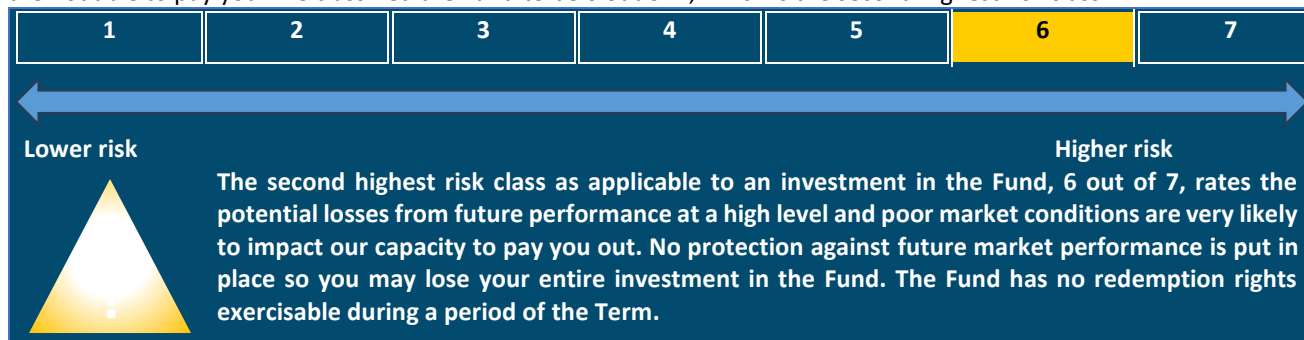 1 2 3 4 5 6 7
Lower risk Higher risk
The second highest risk class as applicable to an investment in the Fund, 6 out of 7, rates the
potential losses from future performance at a high level and poor market conditions are very likely
to impact our capacity to pay you out. No protection against future market performance is put in
place so you may lose your entire investment in the Fund. The Fund has no redemption rights
exercisable during a period of the Term.
!